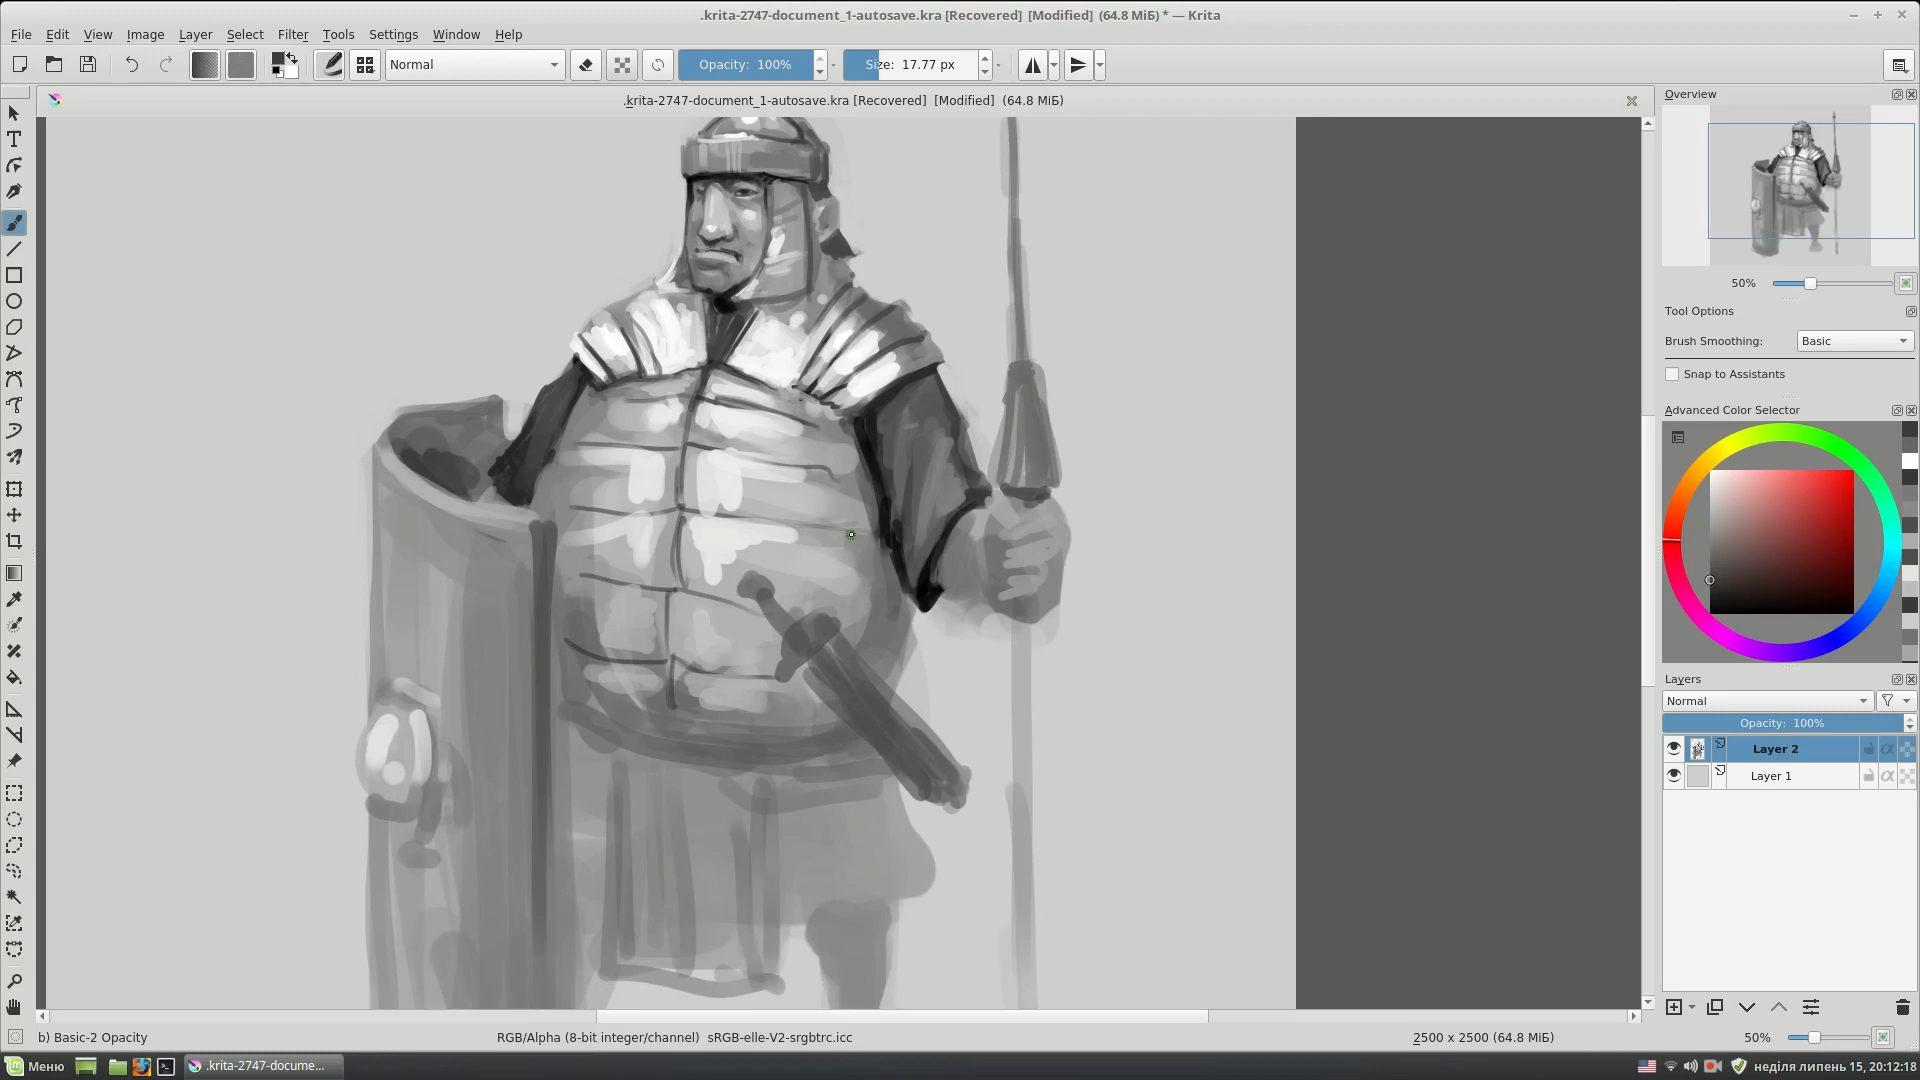 .krita-2747-document_1-autosave.kra [Recovered] [Modified] (64.8 МіБ) * — Krita
File Edit View Image Layer Select Filter Tools Settings Window Help
Normal Opacity: 100% Size: 17.77 px
.krita-2747-document_1-autosave.kra [Recovered] [Modified] (64.8 МіБ)
Overview
50%
Tool Options
Brush Smoothing: Basic
Snap to Assistants
Advanced Color Selector
Layers
Normal
Opacity: 100%
Layer 2
Layer 1
b) Basic-2 Opacity RGB/Alpha (8-bit integer/channel) sRGB-elle-V2-srgbtrc.icc 2500 x 2500 (64.8 МіБ) 50%
Меню .krita-2747-docume... неділя липень 15, 20:12:18